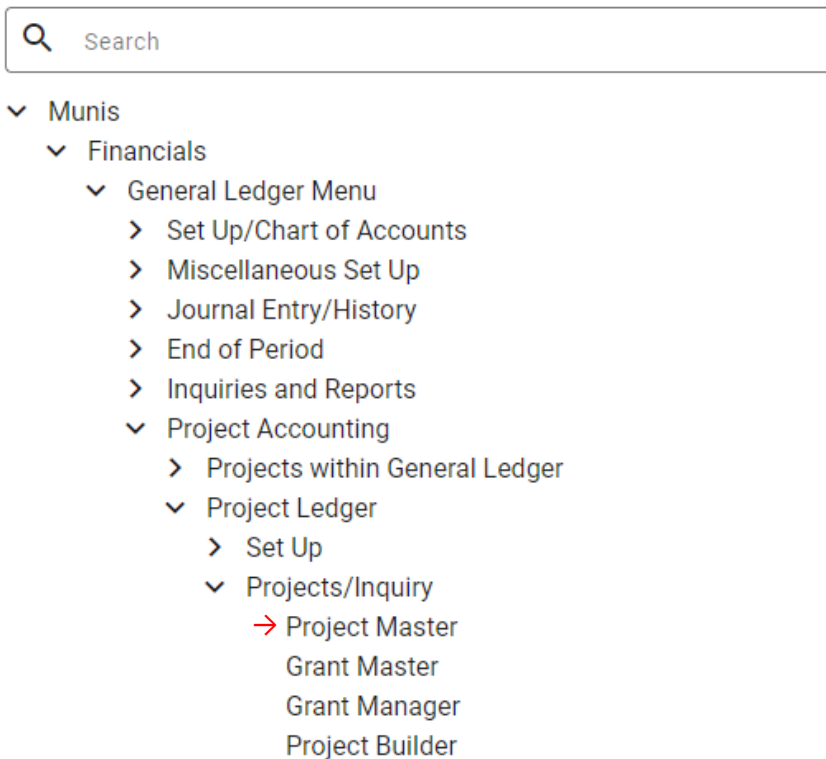 Search
Munis
Financials
General Ledger Menu
Set Up/Chart of Accounts
Miscellaneous Set Up
Journal Entry/History
End of Period
Inquiries and Reports
Project Accounting
Projects within General Ledger
Project Ledger
Set Up
Projects/Inquiry
Project Master
Grant Master
Grant Manager
Project Builder